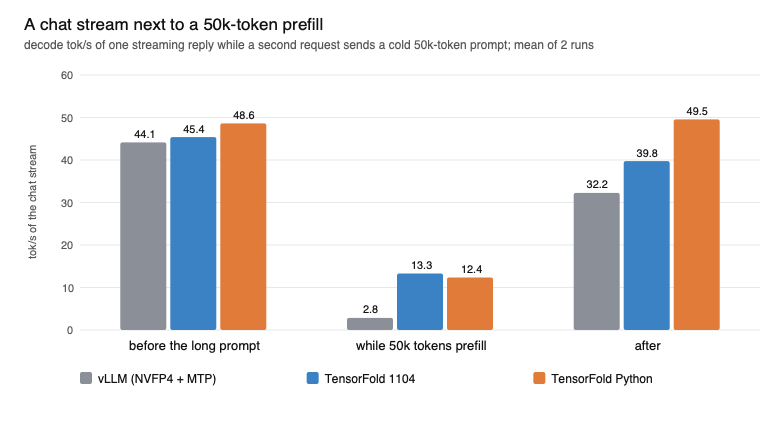 A chat stream next to a 50k-token prefill
decode tok/s of one streaming reply while a second request sends a cold 50k-token prompt; mean of 2 runs
tok/s of the chat stream
60
50
40
30
20
10
0
44.1
45.4
48.6
2.8
13.3
12.4
32.2
39.8
49.5
before the long prompt
while 50k tokens prefill
after
vLLM (NVFP4 + MTP)
TensorFold 1104
TensorFold Python